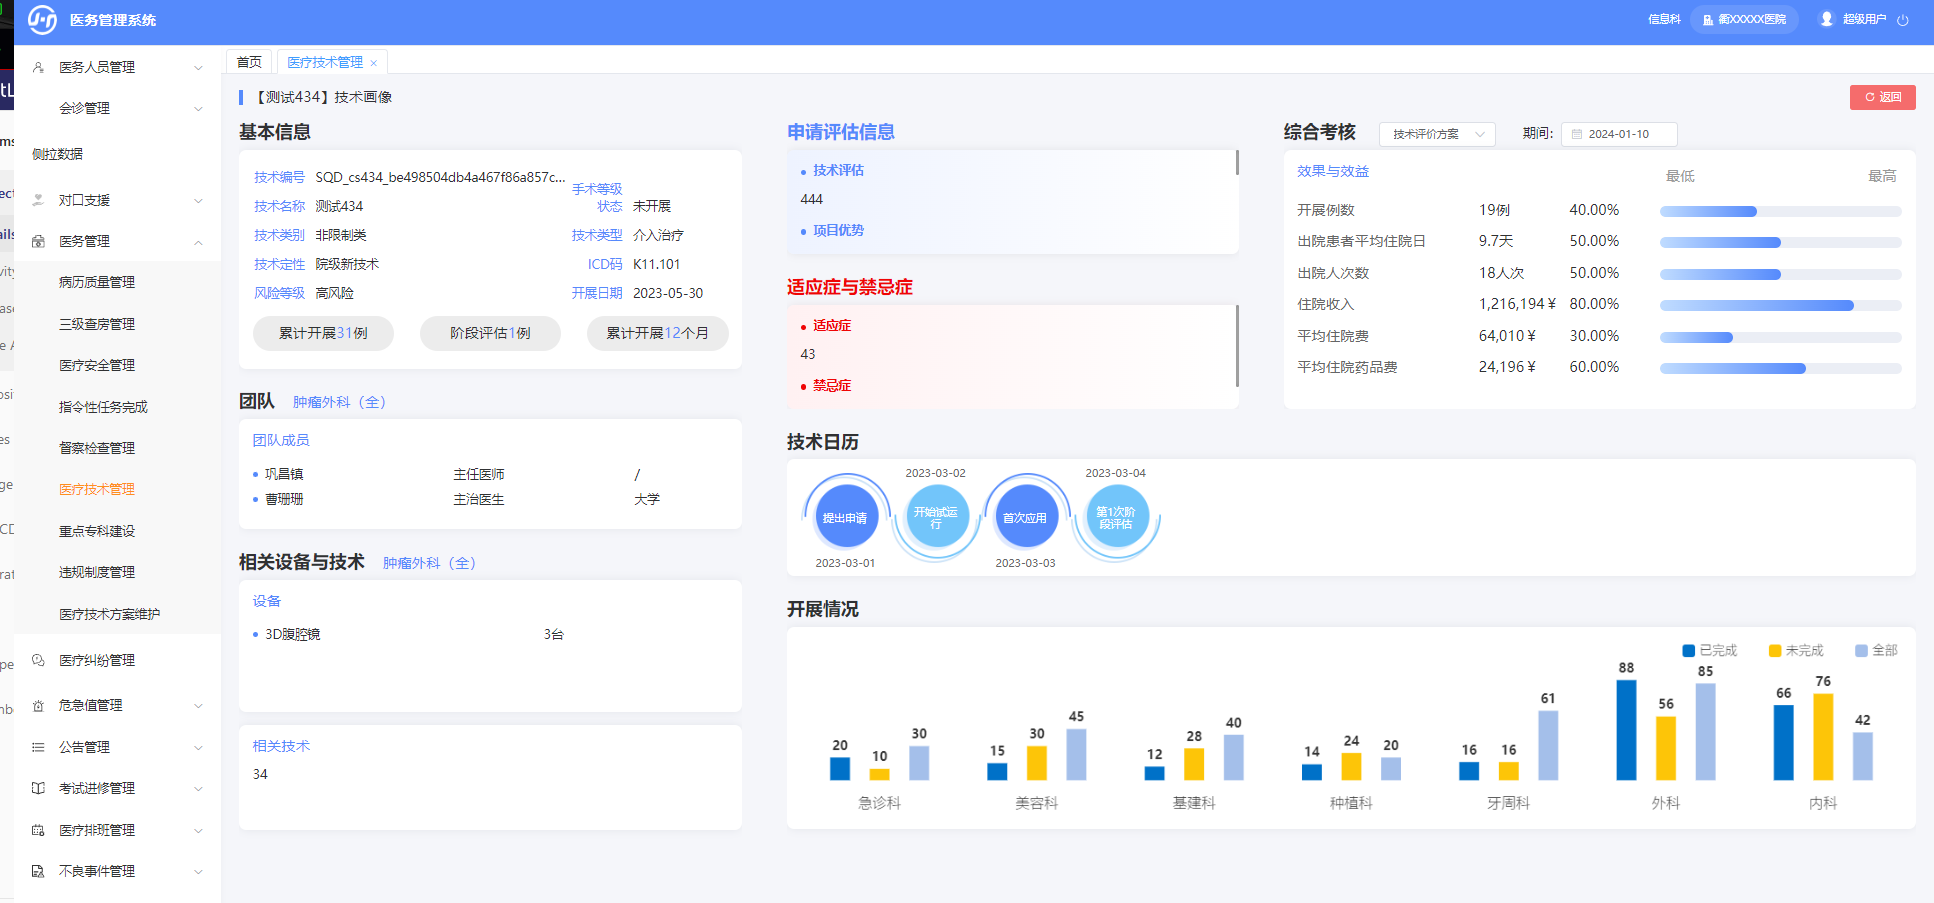 医务管理系统
信息科
衢XXXXX医院
超级用户
医务人员管理
会诊管理
侧拉数据
对口支援
医务管理
病历质量管理
三级查房管理
医疗安全管理
指令性任务完成
督察检查管理
医疗技术管理
重点专科建设
违规制度管理
医疗技术方案维护
医疗纠纷管理
危急值管理
公告管理
考试进修管理
医疗排班管理
不良事件管理
首页
医疗技术管理 ×
【测试434】技术画像
返回
基本信息
技术编号 SQD_cs434_be498504db4a467f86a857c...
手术等级
技术名称 测试434
状态 未开展
技术类别 非限制类
技术类型 介入治疗
技术定性 院级新技术
ICD码 K11.101
风险等级 高风险
开展日期 2023-05-30
累计开展31例
阶段评估1例
累计开展12个月
团队 肿瘤外科（全）
团队成员
巩昌镇 主任医师 /
曹珊珊 主治医生 大学
相关设备与技术 肿瘤外科（全）
设备
3D腹腔镜 3台
相关技术
34
申请评估信息
技术评估
444
项目优势
适应症与禁忌症
适应症
43
禁忌症
综合考核 技术评价方案 期间: 2024-01-10
效果与效益 最低 最高
开展例数 19例 40.00%
出院患者平均住院日 9.7天 50.00%
出院人次数 18人次 50.00%
住院收入 1,216,194¥ 80.00%
平均住院费 64,010¥ 30.00%
平均住院药品费 24,196¥ 60.00%
技术日历
2023-03-02 2023-03-04
提出申请
开始试运行
首次应用
第1次阶段评估
2023-03-01 2023-03-03
开展情况
已完成 未完成 全部
20 10 30
15 30 45
12 28 40
14 24 20
16 16 61
88 56 85
66 76 42
急诊科 美容科 基建科 种植科 牙周科 外科 内科